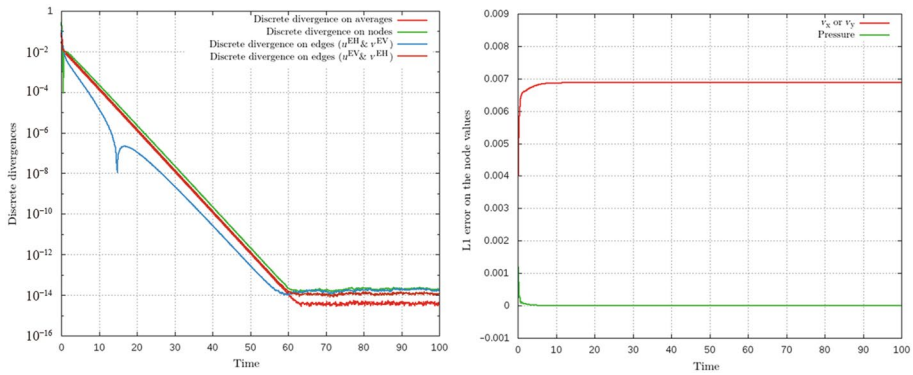 Discrete divergence on averages
Discrete divergence on nodes
Discrete divergence on edges (u^EH & v^EV)
Discrete divergence on edges (u^EV & v^EH)
1
10^-2
10^-4
10^-6
10^-8
10^-10
10^-12
10^-14
10^-16
Discrete divergences
0 10 20 30 40 50 60 70 80 90 100
Time
v_x or v_y
Pressure
0.009
0.008
0.007
0.006
0.005
0.004
0.003
0.002
0.001
0
-0.001
L1 error on the node values
0 10 20 30 40 50 60 70 80 90 100
Time